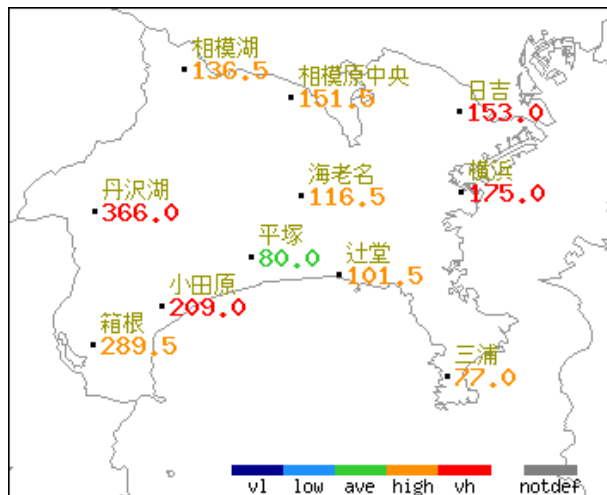 相模湖
136.5
相模原中央
151.5
日吉
153.0
丹沢湖
366.0
海老名
116.5
横浜
175.0
平塚
80.0
辻堂
101.5
小田原
209.0
箱根
289.5
三浦
77.0
vl low ave high vh notdef